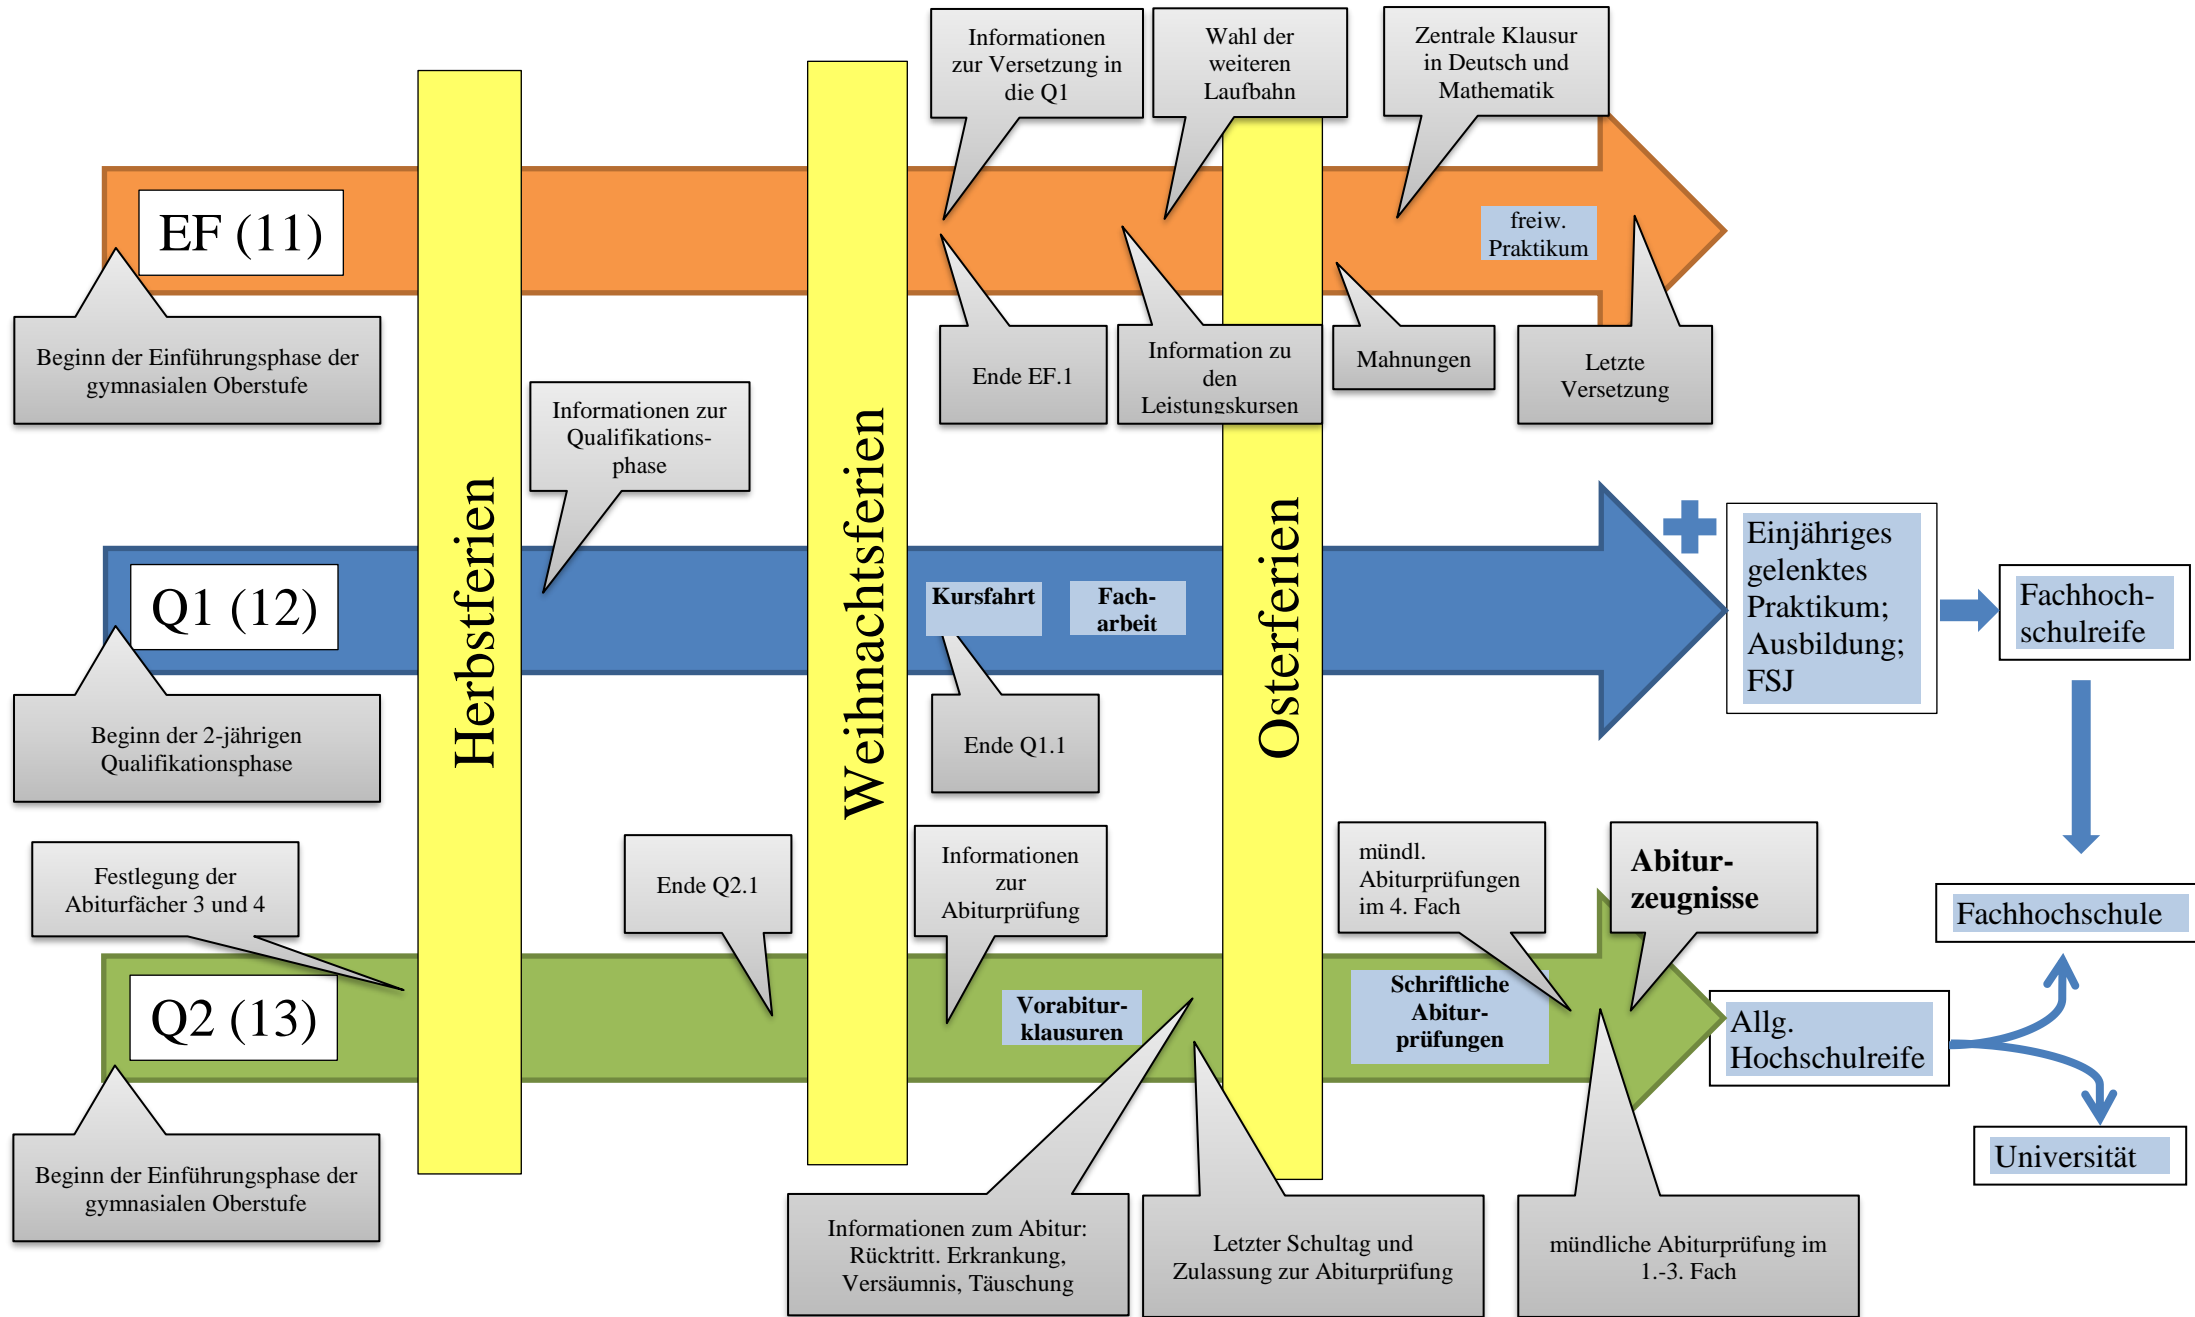 Informationen
zur Versetzung in
die Q1
Wahl der
weiteren
Laufbahn
Zentrale Klausur
in Deutsch und
Mathematik
EF (11)
freiw.
Praktikum
Beginn der Einführungsphase der
gymnasialen Oberstufe
Ende EF.1
Information zu
den
Leistungskursen
Mahnungen
Letzte
Versetzung
Herbstferien
Weihnachtsferien
Osterferien
Informationen zur
Qualifikations-
phase
Q1 (12)
Kursfahrt
Fach-
arbeit
Einjähriges
gelenktes
Praktikum;
Ausbildung;
FSJ
Fachhoch-
schulreife
Beginn der 2-jährigen
Qualifikationsphase
Ende Q1.1
Festlegung der
Abiturfächer 3 und 4
Ende Q2.1
Informationen
zur
Abiturprüfung
mündl.
Abiturprüfungen
im 4. Fach
Abitur-
zeugnisse
Fachhochschule
Q2 (13)
Vorabitur-
klausuren
Schriftliche
Abitur-
prüfungen
Allg.
Hochschulreife
Universität
Beginn der Einführungsphase der
gymnasialen Oberstufe
Informationen zum Abitur:
Rücktritt. Erkrankung,
Versäumnis, Täuschung
Letzter Schultag und
Zulassung zur Abiturprüfung
mündliche Abiturprüfung im
1.-3. Fach